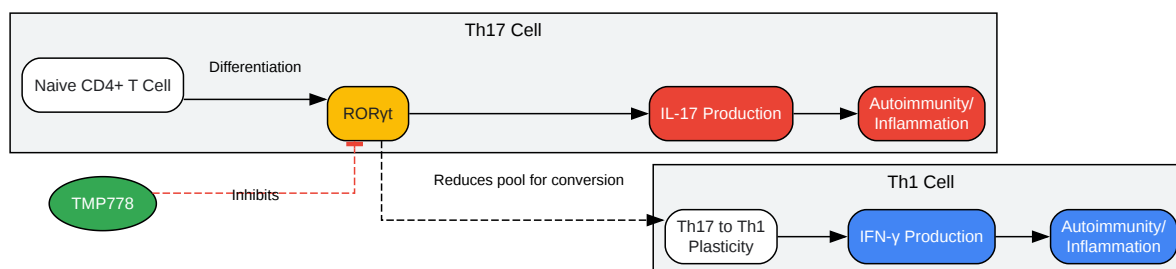 Th17 Cell
Naive CD4+ T Cell
Differentiation
RORγt
IL-17 Production
Autoimmunity/
Inflammation
TMP778
Inhibits
Reduces pool for conversion
Th1 Cell
Th17 to Th1
Plasticity
IFN-γ Production
Autoimmunity/
Inflammation